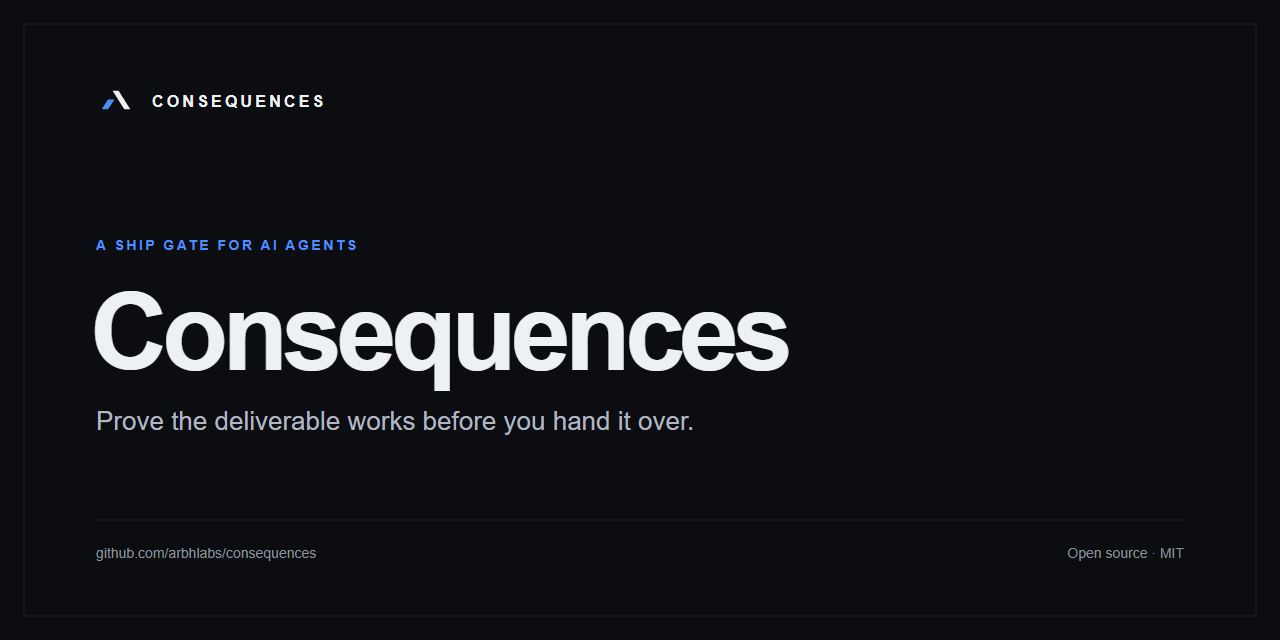 CONSEQUENCES
A SHIP GATE FOR AI AGENTS
Consequences
Prove the deliverable works before you hand it over.
github.com/arbhlabs/consequences
Open source · MIT